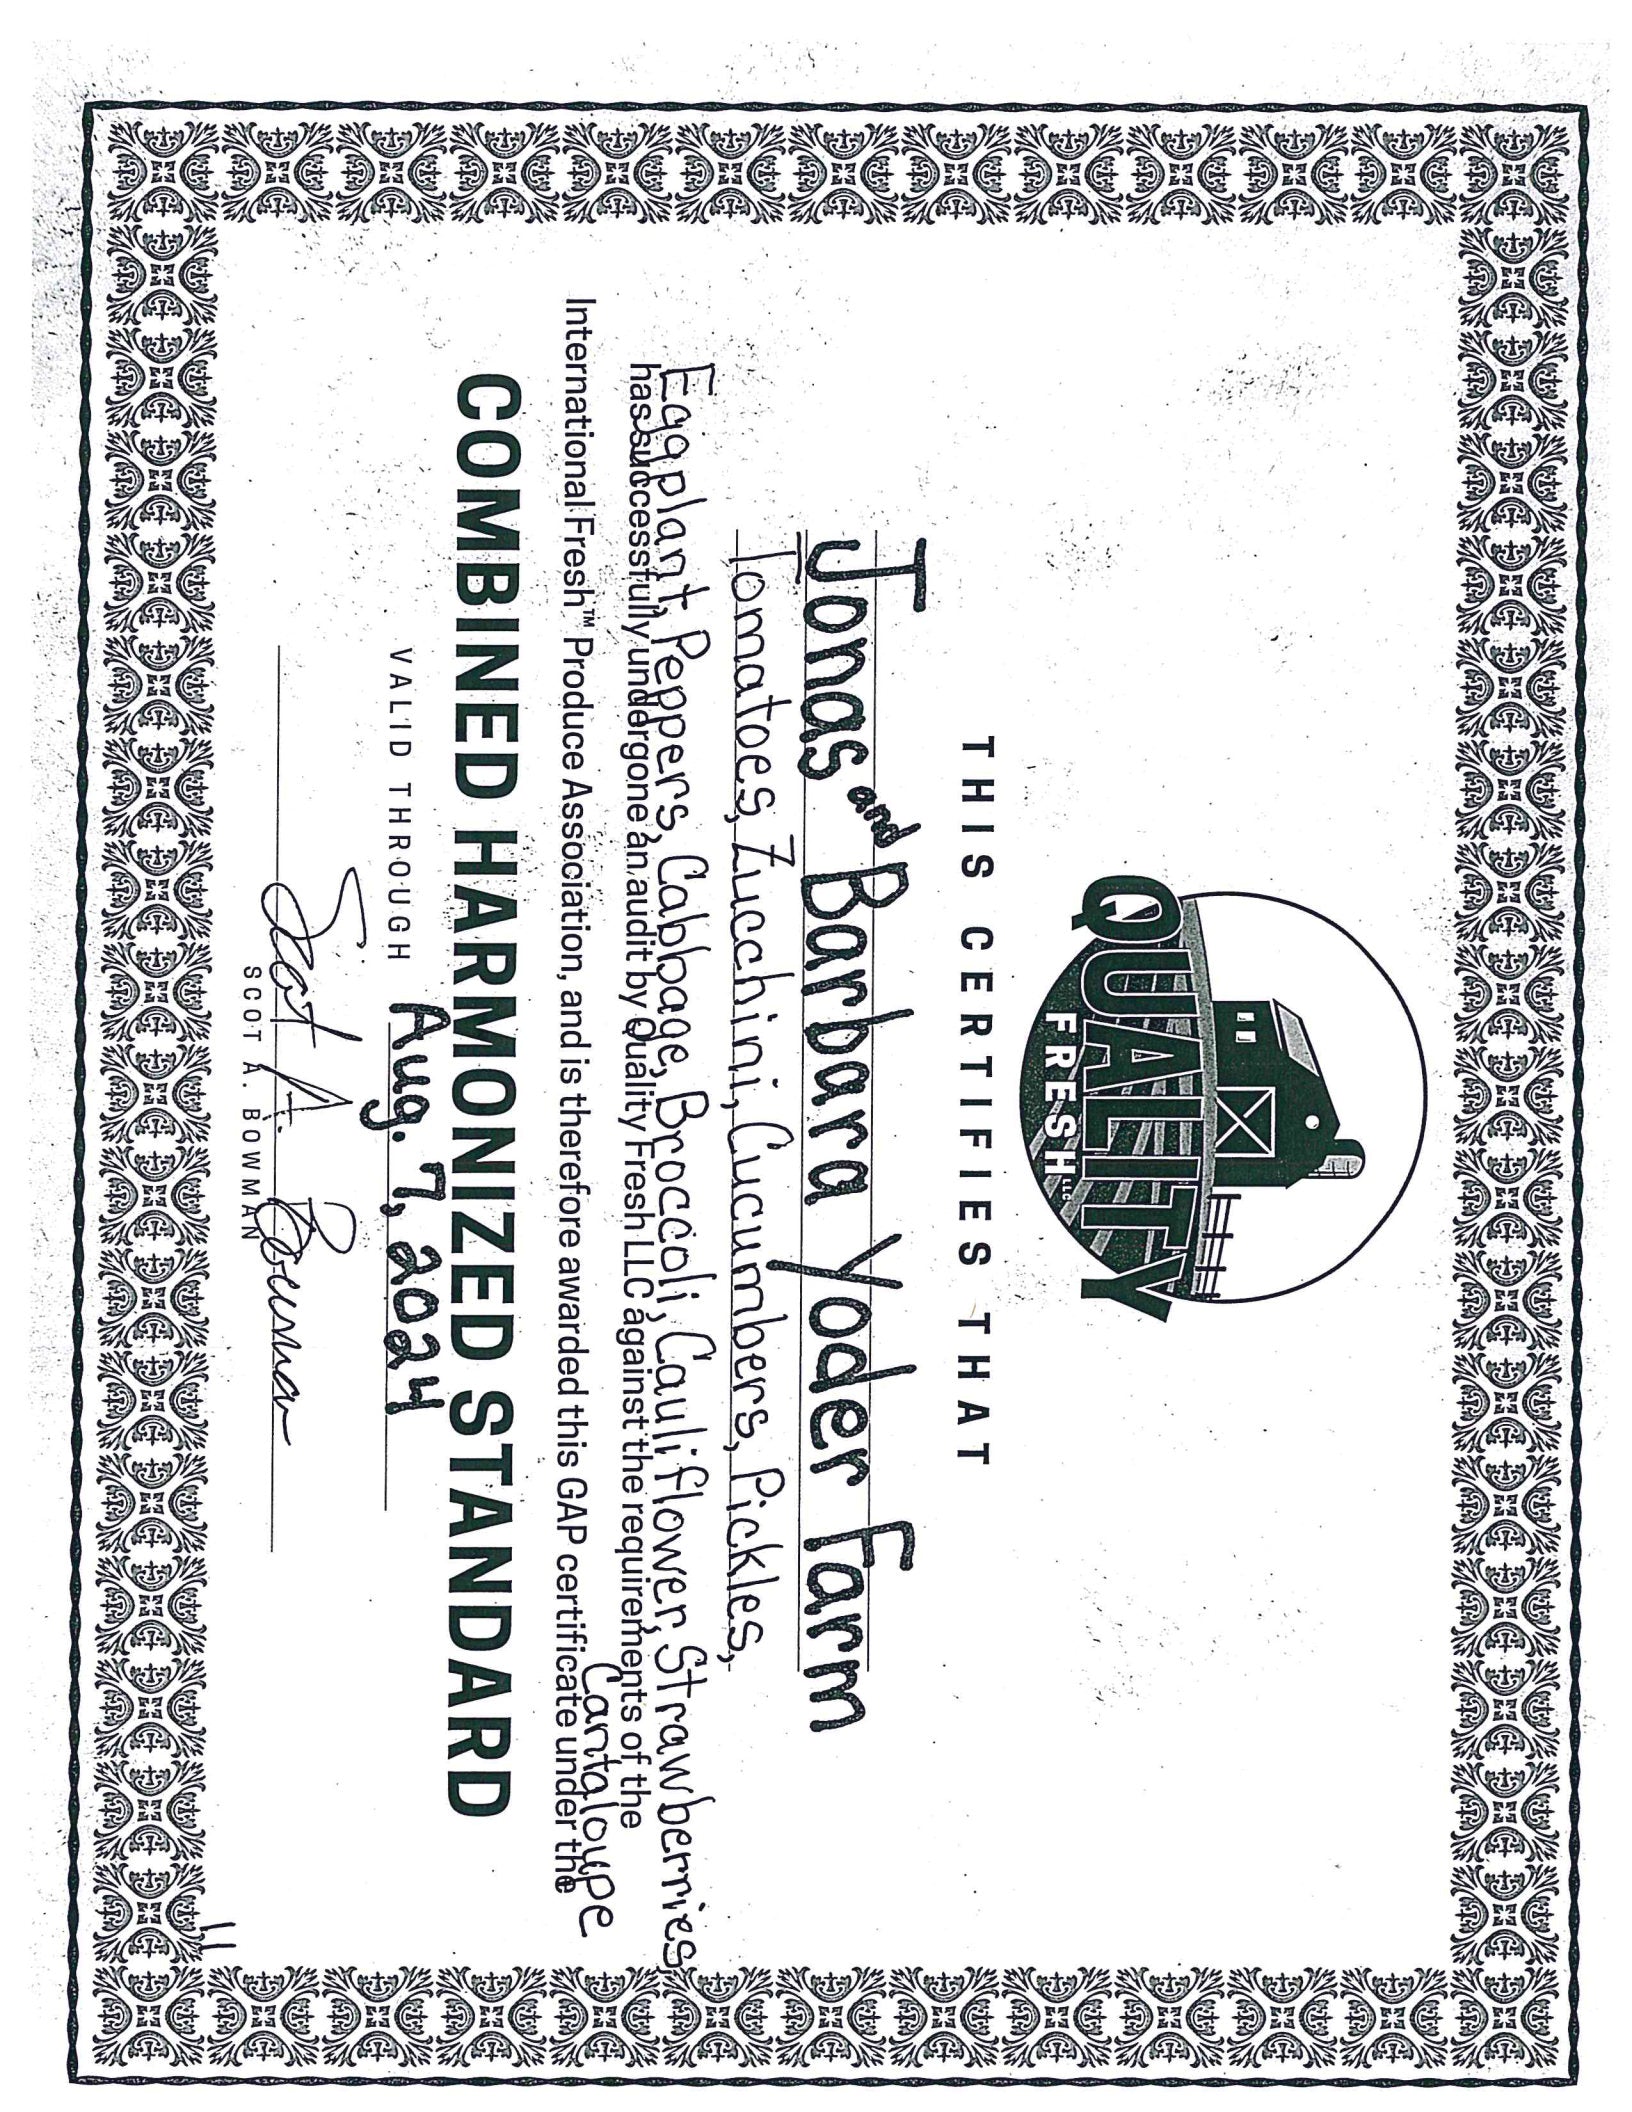 QUALITY
FRESH LLC
THIS CERTIFIES THAT
Jonas and Barbara Yoder Farm
Tomatoes, Zucchini, Cucumbers, Pickles,
Eggplant, Peppers, Cabbage, Broccoli, Cauliflower, Strawberries,
Cantaloupe
has successfully undergone an audit by Quality Fresh LLC against the requirements of the
International Fresh™ Produce Association, and is therefore awarded this GAP certificate under the
COMBINED HARMONIZED STANDARD
VALID THROUGH Aug. 7, 2024
Scot A. Bowman
SCOT A. BOWMAN